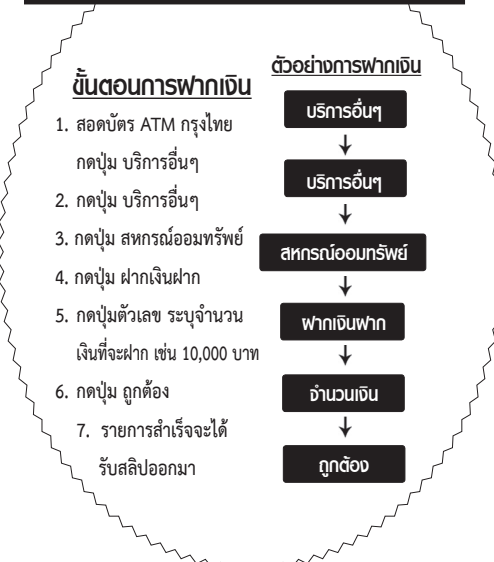 ขั้นตอนการฝากเงิน
1. สอดบัตร ATM กรุงไทย
กดปุ่ม บริการอื่นๆ
2. กดปุ่ม บริการอื่นๆ
3. กดปุ่ม สหกรณ์ออมทรัพย์
4. กดปุ่ม ฝากเงินฝาก
5. กดปุ่มตัวเลข ระบุจำนวน
เงินที่จะฝาก เช่น 10,000 บาท
6. กดปุ่ม ถูกต้อง
7. รายการสำเร็จจะได้
รับสลิปออกมา
ตัวอย่างการฝากเงิน
บริการอื่นๆ
บริการอื่นๆ
สหกรณ์ออมทรัพย์
ฝากเงินฝาก
จำนวนเงิน
ถูกต้อง